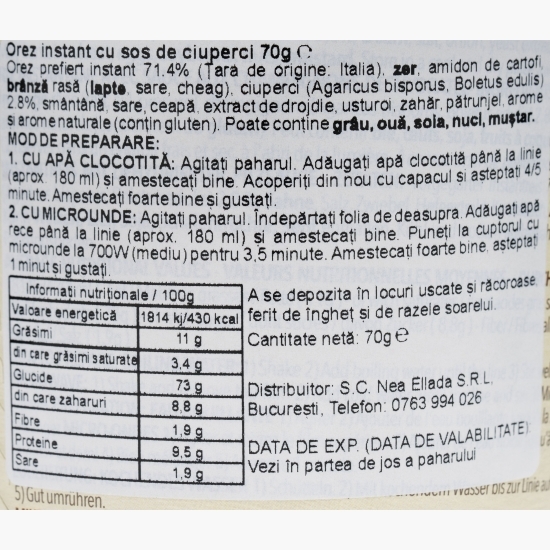 Orez instant cu sos de ciuperci 70g ℮
Orez prefiert instant 71.4% (Țara de origine: Italia), zer, amidon de cartofi,
brânză rasă (lapte, sare, cheag), ciuperci (Agaricus bisporus, Boletus edulis)
2.8%, smântână, sare, ceapă, extract de drojdie, usturoi, zahăr, pătrunjel, arome
și arome naturale (conțin gluten). Poate conține grâu, ouă, soia, nuci, muștar.
MOD DE PREPARARE:
1. CU APĂ CLOCOTITĂ: Agitați paharul. Adăugați apă clocotită până la linie
(aprox. 180 ml) și amestecați bine. Acoperiți din nou cu capacul și așteptați 4/5
minute. Amestecați foarte bine și gustați.
2. CU MICROUNDE: Agitați paharul. Îndepărtați folia de deasupra. Adăugați apă
rece până la linie (aprox. 180 ml) și amestecați bine. Puneți la cuptorul cu
microunde la 700W (mediu) pentru 3,5 minute. Amestecați foarte bine, așteptați
1 minut și gustați.
Informații nutriționale / 100g
Valoare energetică 1814 kj/430 kcal
Grăsimi 11 g
din care grăsimi saturate 3,4 g
Glucide 73 g
din care zaharuri 8,8 g
Fibre 1,9 g
Proteine 9,5 g
Sare 1,9 g
A se depozita în locuri uscate și răcoroase,
ferit de îngheț și de razele soarelui.
Cantitate netă: 70g ℮
Distribuitor: S.C. Nea Ellada S.R.L.
București, Telefon: 0763 994 026
DATA DE EXP. (DATA DE VALABILITATE):
Vezi în partea de jos a paharului
5) Gut umrühren.
Wasser bis zur Linie